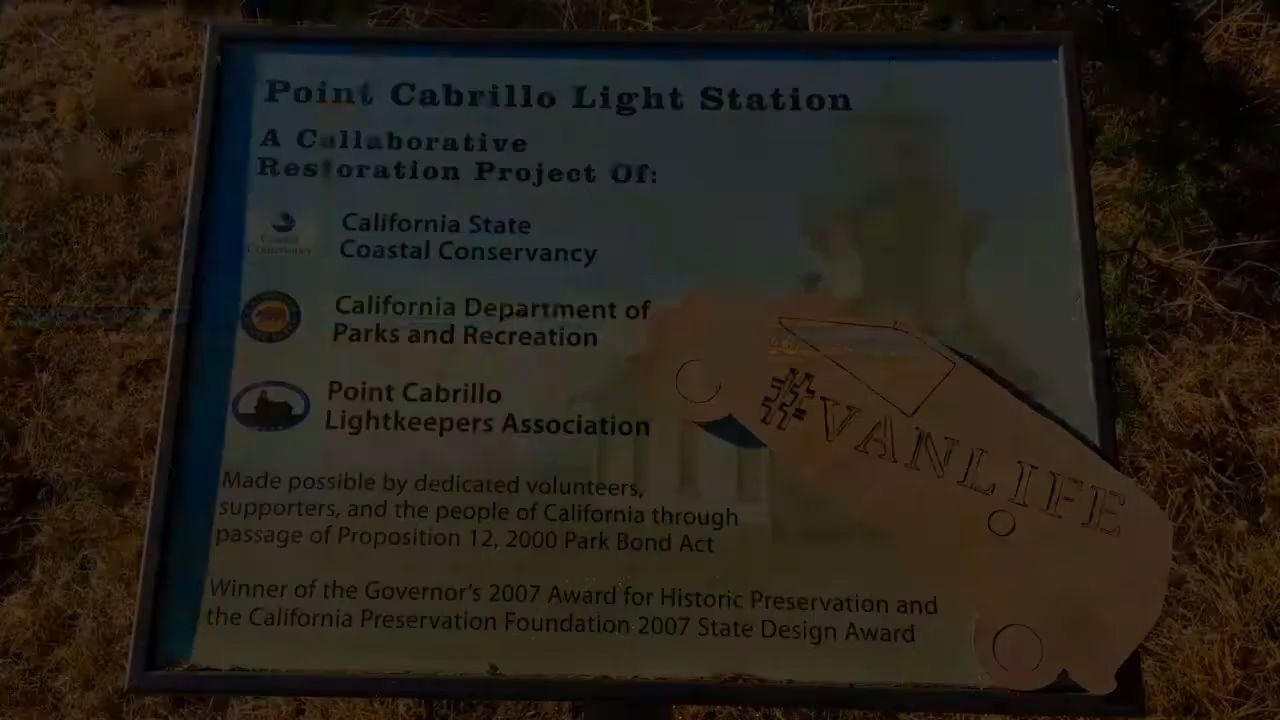 Point Cabrillo Light Station
A Callaborative
Restoration Project Of:
Coastal
Conservancy
California State
Coastal Conservancy
California Department of
Parks and Recreation
Point Cabrillo
Lightkeepers Association
#VANLIFE
Made possible by dedicated volunteers,
supporters, and the people of California through
passage of Proposition 12, 2000 Park Bond Act
Winner of the Governor's 2007 Award for Historic Preservation and
the California Preservation Foundation 2007 State Design Award